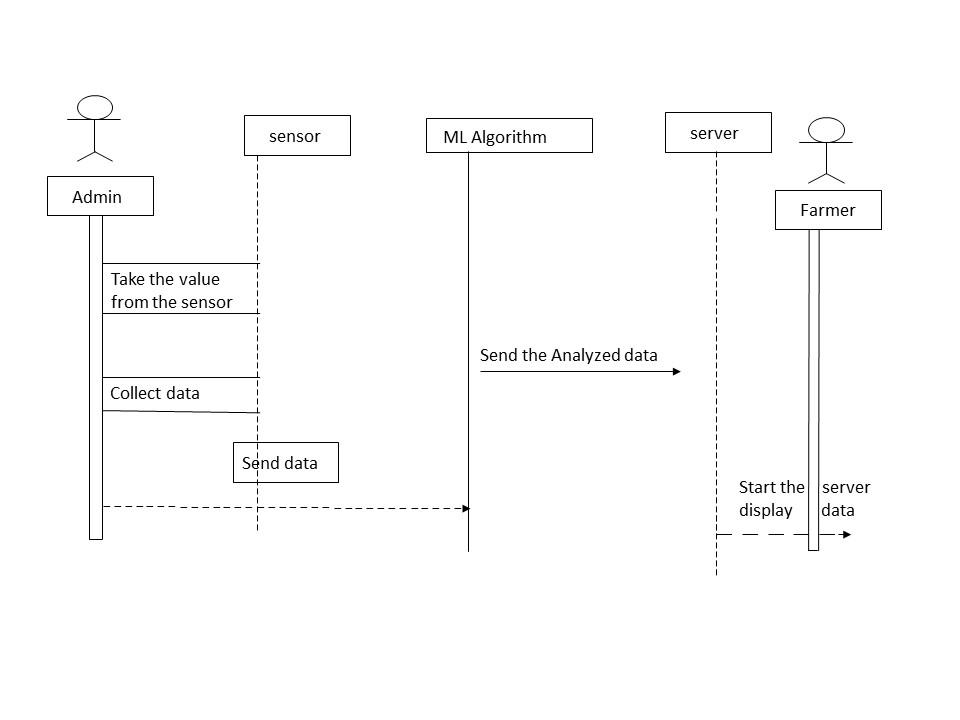 sensor
ML Algorithm
server
Admin
Farmer
Take the value
from the sensor
Send the Analyzed data
Collect data
Send data
Start the server
display data